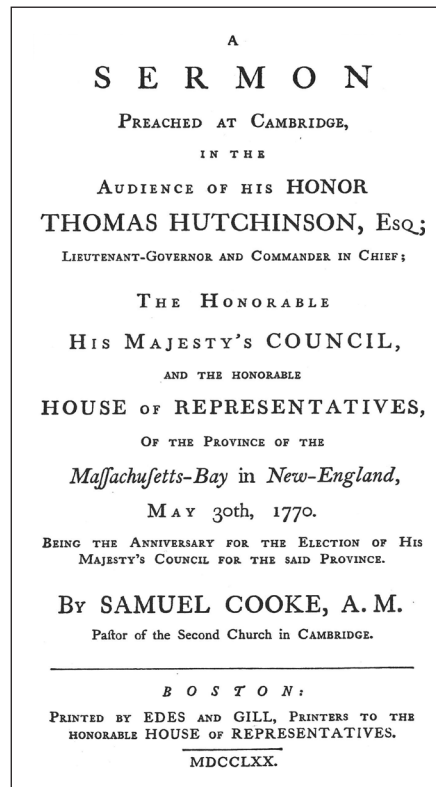 A
SERMON
PREACHED AT CAMBRIDGE,
IN THE
AUDIENCE OF HIS HONOR
THOMAS HUTCHINSON, ESQ;
LIEUTENANT-GOVERNOR AND COMMANDER IN CHIEF;
THE HONORABLE
HIS MAJESTY'S COUNCIL,
AND THE HONORABLE
HOUSE OF REPRESENTATIVES,
OF THE PROVINCE OF THE
Maſſachuſetts-Bay in New-England,
MAY 30th, 1770.
BEING THE ANNIVERSARY FOR THE ELECTION OF HIS
MAJESTY'S COUNCIL FOR THE SAID PROVINCE.
BY SAMUEL COOKE, A. M.
Paſtor of the Second Church in CAMBRIDGE.
BOSTON:
PRINTED BY EDES AND GILL, PRINTERS TO THE
HONORABLE HOUSE OF REPRESENTATIVES.
MDCCLXX.